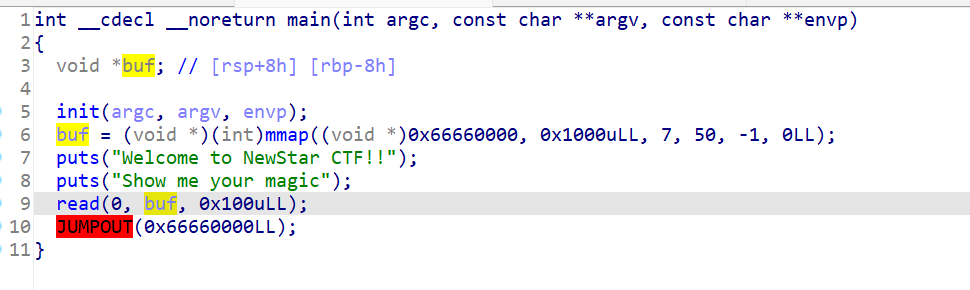 1 int __cdecl __noreturn main(int argc, const char **argv, const char **envp)
2 {
3   void *buf; // [rsp+8h] [rbp-8h]
4
5   init(argc, argv, envp);
6   buf = (void *)(int)mmap((void *)0x66660000, 0x1000uLL, 7, 50, -1, 0LL);
7   puts("Welcome to NewStar CTF!!");
8   puts("Show me your magic");
9   read(0, buf, 0x100uLL);
10   JUMPOUT(0x66660000LL);
11 }